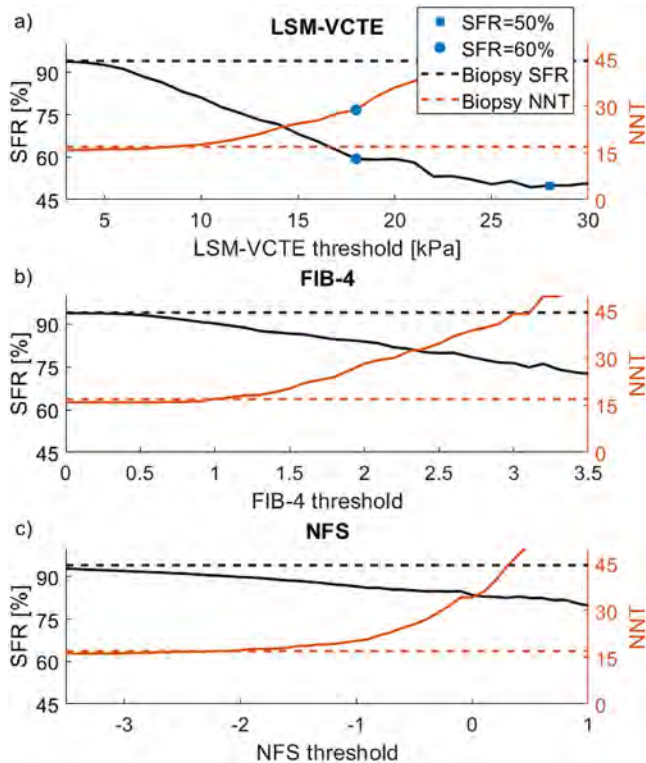 a)
LSM-VCTE
SFR=50%
SFR=60%
Biopsy SFR
Biopsy NNT
SFR [%]
90
75
60
45
45
30
15
0
NNT
5 10 15 20 25 30
LSM-VCTE threshold [kPa]
b)
FIB-4
SFR [%]
90
75
60
45
45
30
15
0
NNT
0 0.5 1 1.5 2 2.5 3 3.5
FIB-4 threshold
c)
NFS
SFR [%]
90
75
60
45
45
30
15
0
NNT
-3 -2 -1 0 1
NFS threshold